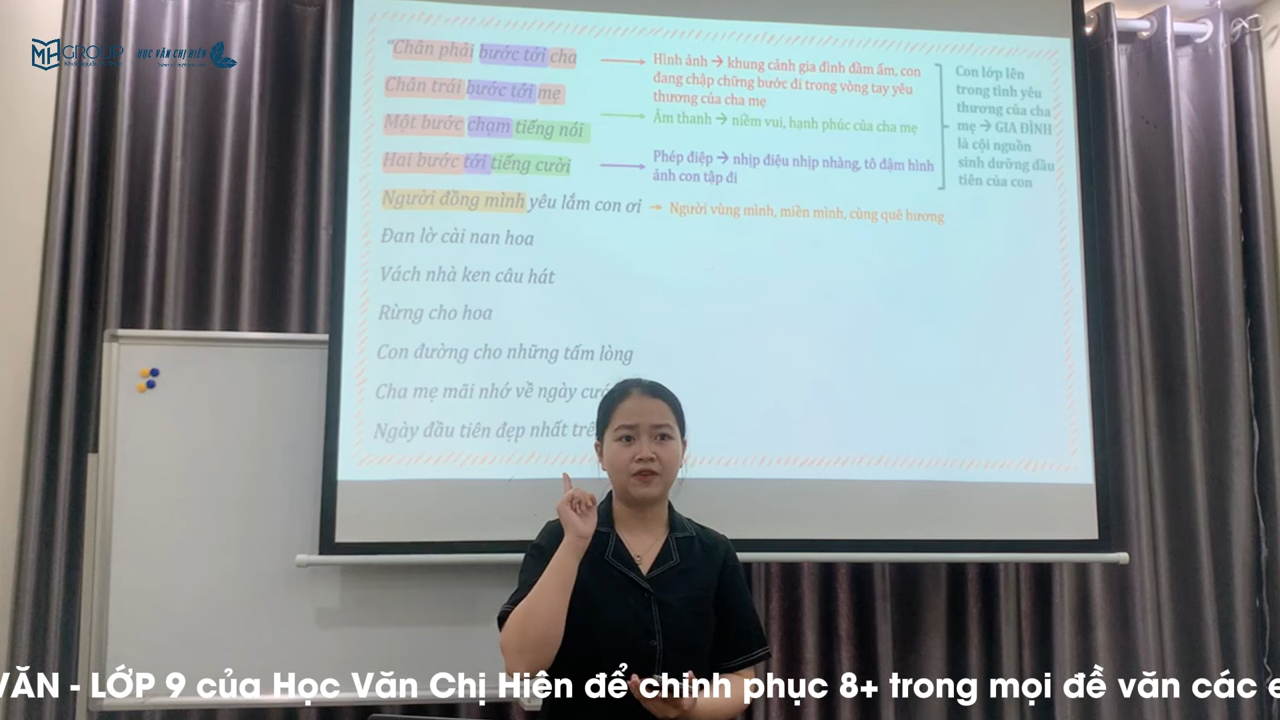 MH GROUP
HỌC VĂN CHỊ HIÊN
"Chân phải bước tới cha
Chân trái bước tới mẹ
Một bước chạm tiếng nói
Hai bước tới tiếng cười
Người đồng mình yêu lắm con ơi
Đan lờ cài nan hoa
Vách nhà ken câu hát
Rừng cho hoa
Con đường cho những tấm lòng
Cha mẹ mãi nhớ về ngày
Ngày đầu tiên đẹp nhất
Hình ảnh → khung cảnh gia đình đầm ấm, con
đang chập chững bước đi trong vòng tay yêu
thương của cha mẹ
Âm thanh → niềm vui, hạnh phúc của cha mẹ
Phép điệp → nhịp điệu nhịp nhàng, tô đậm hình
ảnh con tập đi
Người vùng mình, miền mình, cùng quê hương
Con lớp lên
trong tình yêu
thương của cha
mẹ → GIA ĐÌNH
là cội nguồn
sinh dưỡng đầu
tiên của con
VĂN - LỚP 9 của Học Văn Chị Hiên để chinh phục 8+ trong mọi đề văn các e